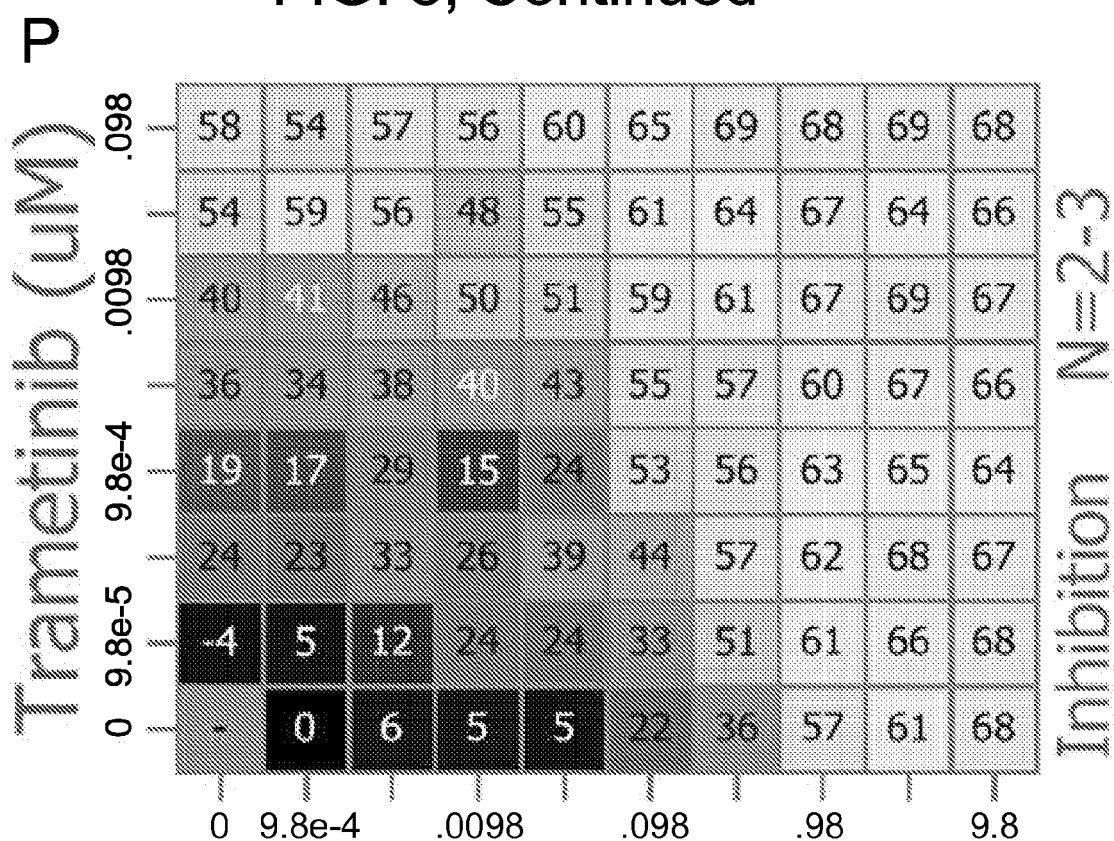 P
Trametinib (uM)
.098
58 54 57 56 60 65 69 68 69 68
54 59 56 48 55 61 64 67 64 66
.0098
40 41 46 50 51 59 61 67 69 67
36 34 38 40 43 55 57 60 67 66
9.8e-4
19 17 29 15 24 53 56 63 65 64
24 23 33 26 39 44 57 62 68 67
9.8e-5
-4 5 12 24 24 33 51 61 66 68
0
- 0 6 5 5 22 36 57 61 68
0 9.8e-4 .0098 .098 .98 9.8
Inhibition N=2-3